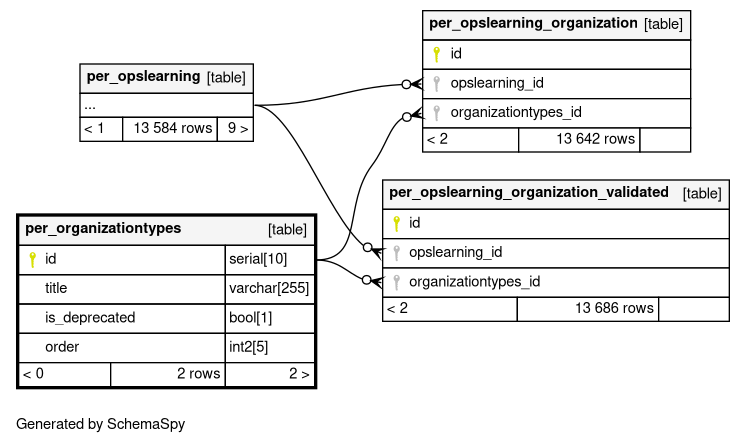 per_opslearning_organization [table]
id
opslearning_id
organizationtypes_id
< 2 13 642 rows
per_opslearning [table]
...
< 1 13 584 rows 9 >
per_opslearning_organization_validated [table]
id
opslearning_id
organizationtypes_id
< 2 13 686 rows
per_organizationtypes [table]
id serial[10]
title varchar[255]
is_deprecated bool[1]
order int2[5]
< 0 2 rows 2 >
Generated by SchemaSpy